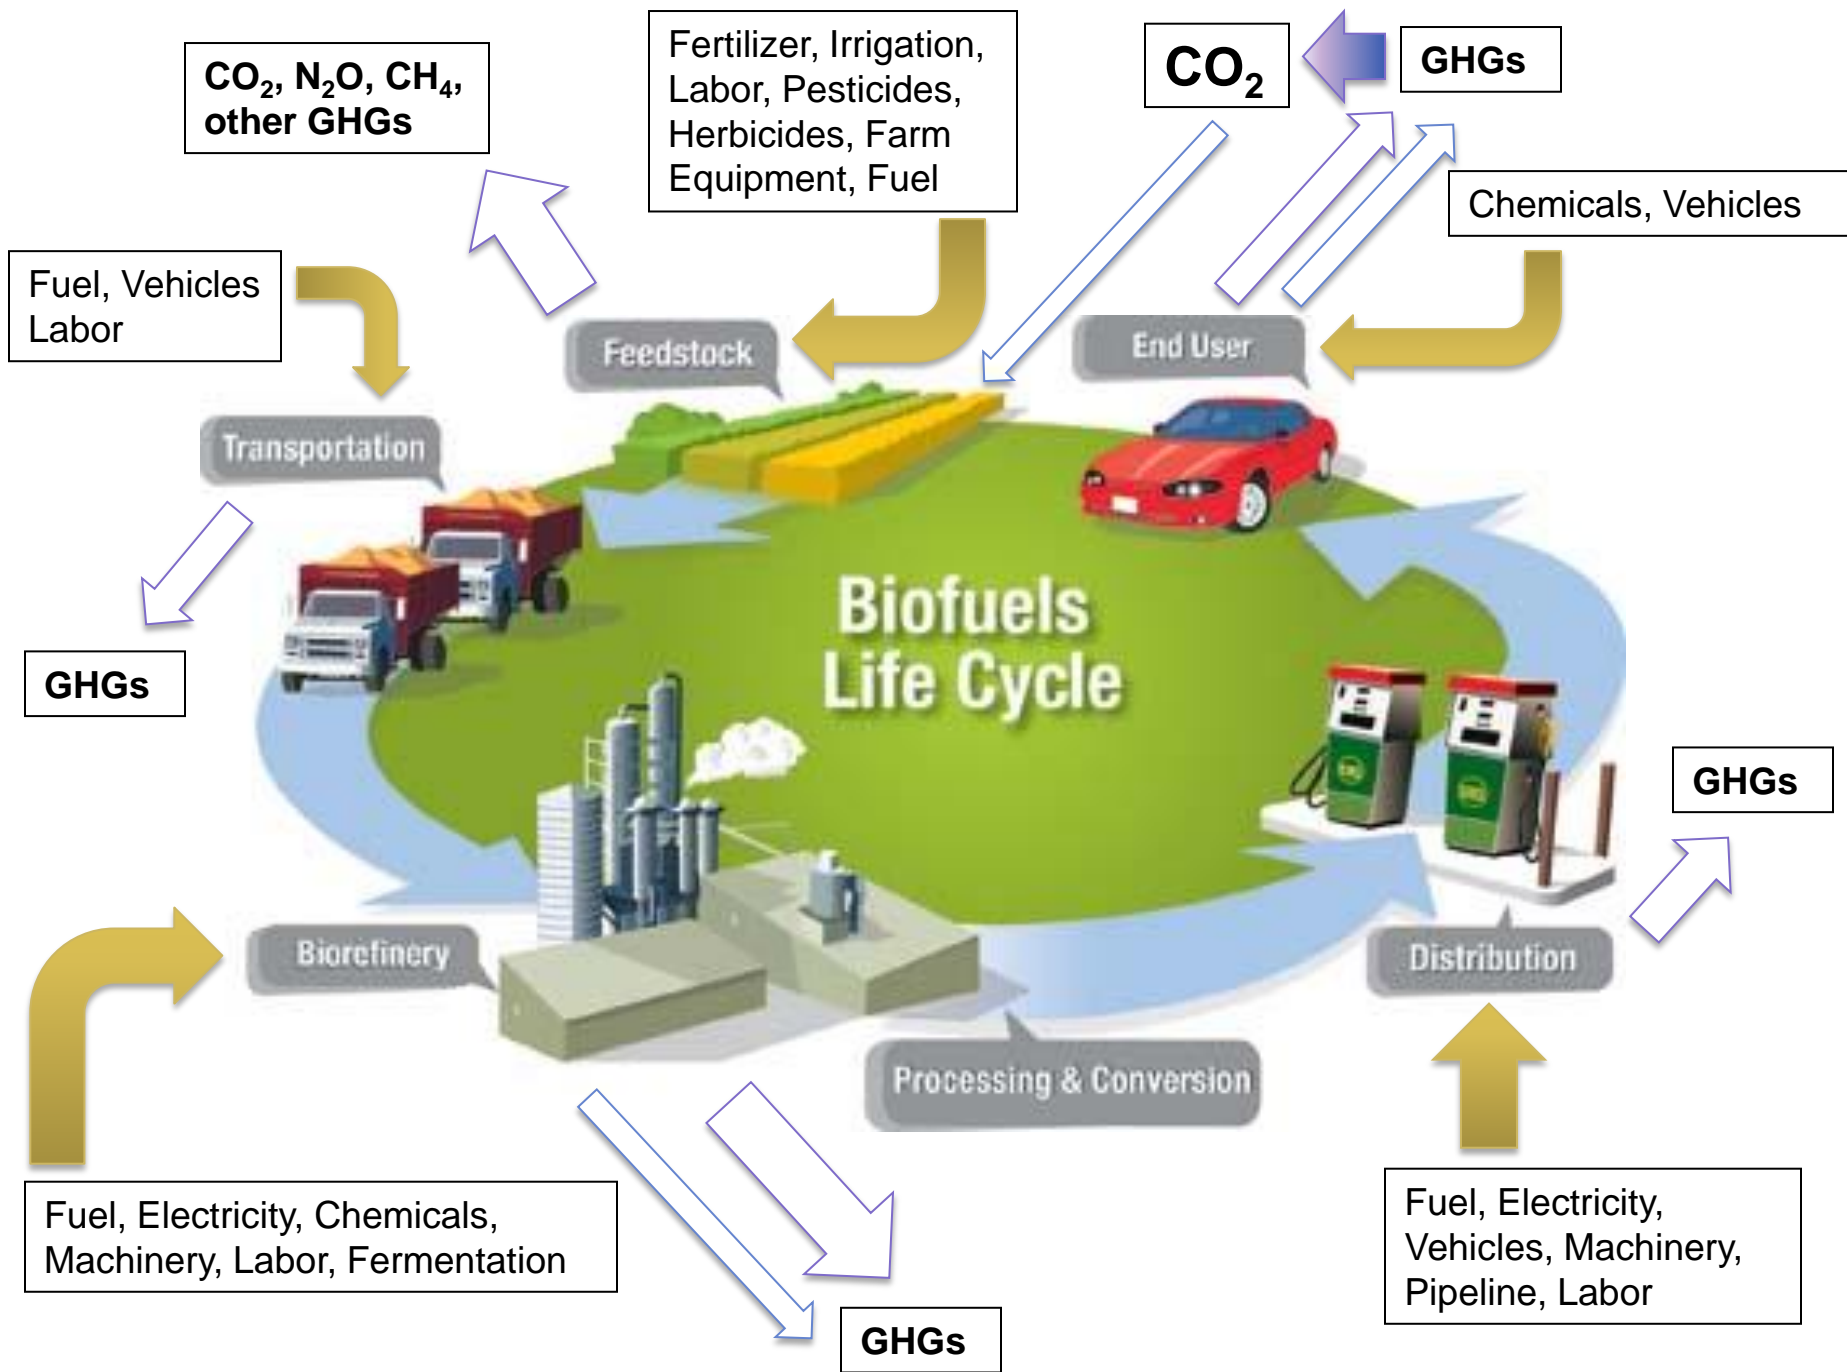 CO₂, N₂O, CH₄,
other GHGs
Fertilizer, Irrigation,
Labor, Pesticides,
Herbicides, Farm
Equipment, Fuel
CO₂
GHGs
Chemicals, Vehicles
Fuel, Vehicles
Labor
Feedstock
End User
Transportation
Biofuels
Life Cycle
GHGs
GHGs
Biorefinery
Distribution
Processing & Conversion
Fuel, Electricity, Chemicals,
Machinery, Labor, Fermentation
Fuel, Electricity,
Vehicles, Machinery,
Pipeline, Labor
GHGs